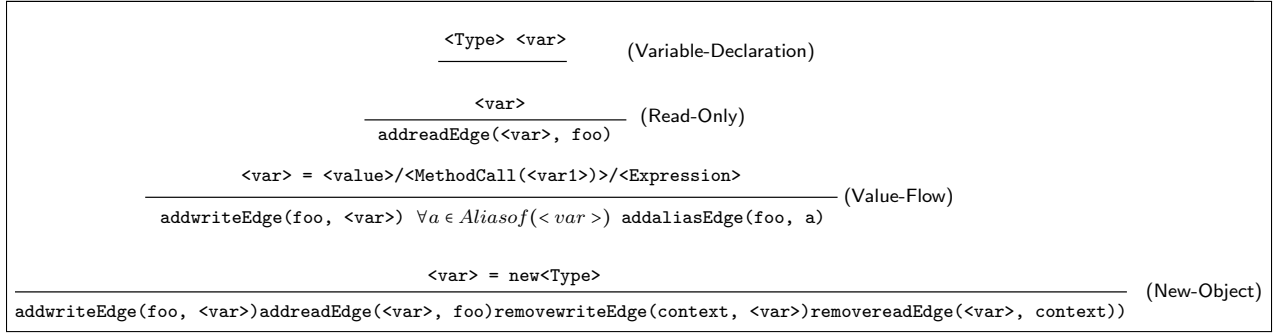 <Type> <var> (Variable-Declaration)
<var> (Read-Only)
addreadEdge(<var>, foo)
<var> = <value>/<MethodCall(<var1>)>/<Expression> (Value-Flow)
addwriteEdge(foo, <var>) ∀a ∈ Aliasof(< var >) addaliasEdge(foo, a)
<var> = new<Type> (New-Object)
addwriteEdge(foo, <var>)addreadEdge(<var>, foo)removewriteEdge(context, <var>)removereadEdge(<var>, context))